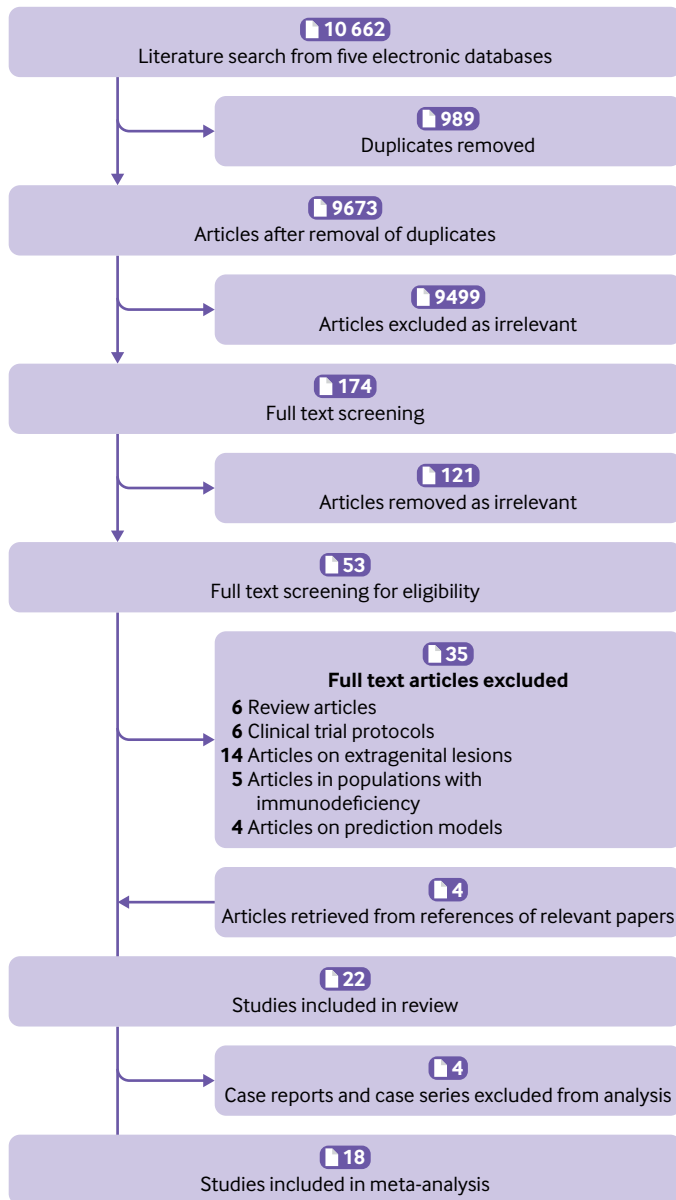 10 662
Literature search from five electronic databases
989
Duplicates removed
9673
Articles after removal of duplicates
9499
Articles excluded as irrelevant
174
Full text screening
121
Articles removed as irrelevant
53
Full text screening for eligibility
35
Full text articles excluded
6 Review articles
6 Clinical trial protocols
14 Articles on extragenital lesions
5 Articles in populations with
immunodeficiency
4 Articles on prediction models
4
Articles retrieved from references of relevant papers
22
Studies included in review
4
Case reports and case series excluded from analysis
18
Studies included in meta-analysis